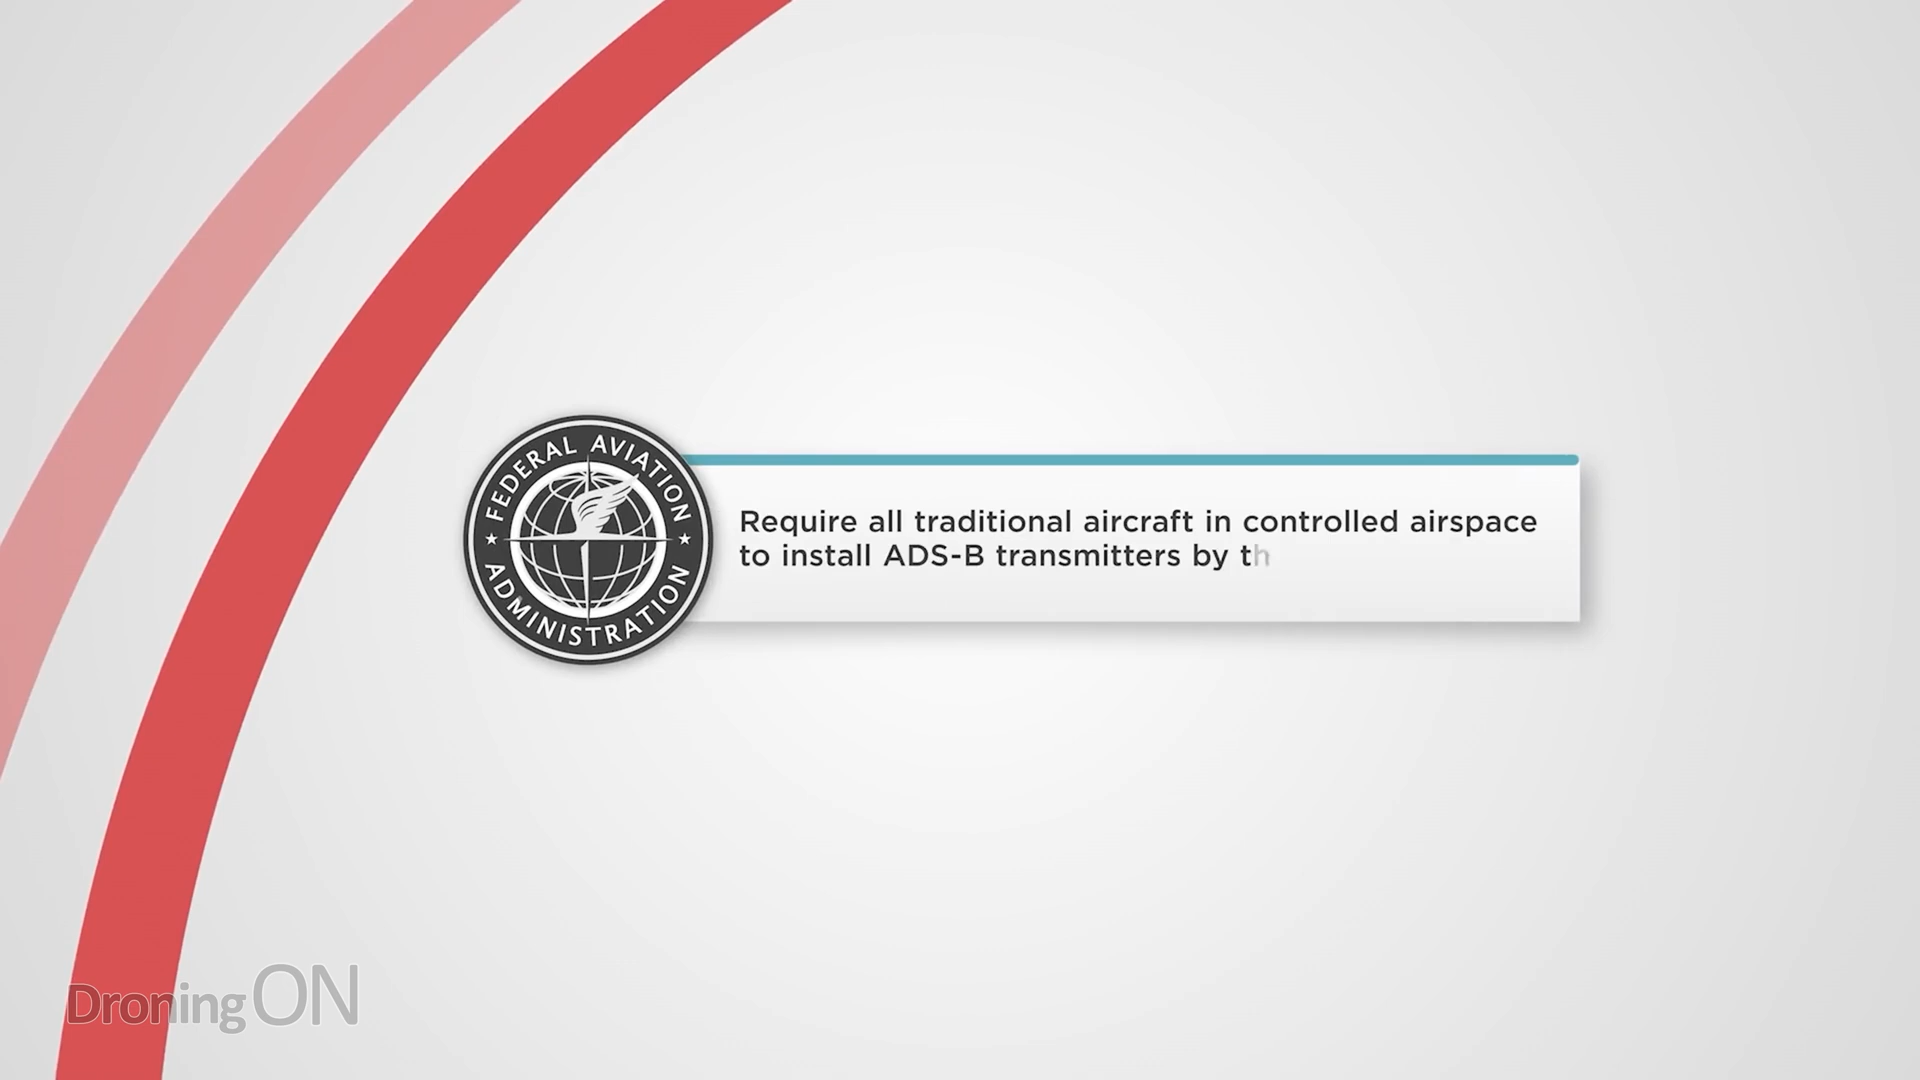 FEDERAL AVIATION
ADMINISTRATION
Require all traditional aircraft in controlled airspace
to install ADS-B transmitters by th
DroningON